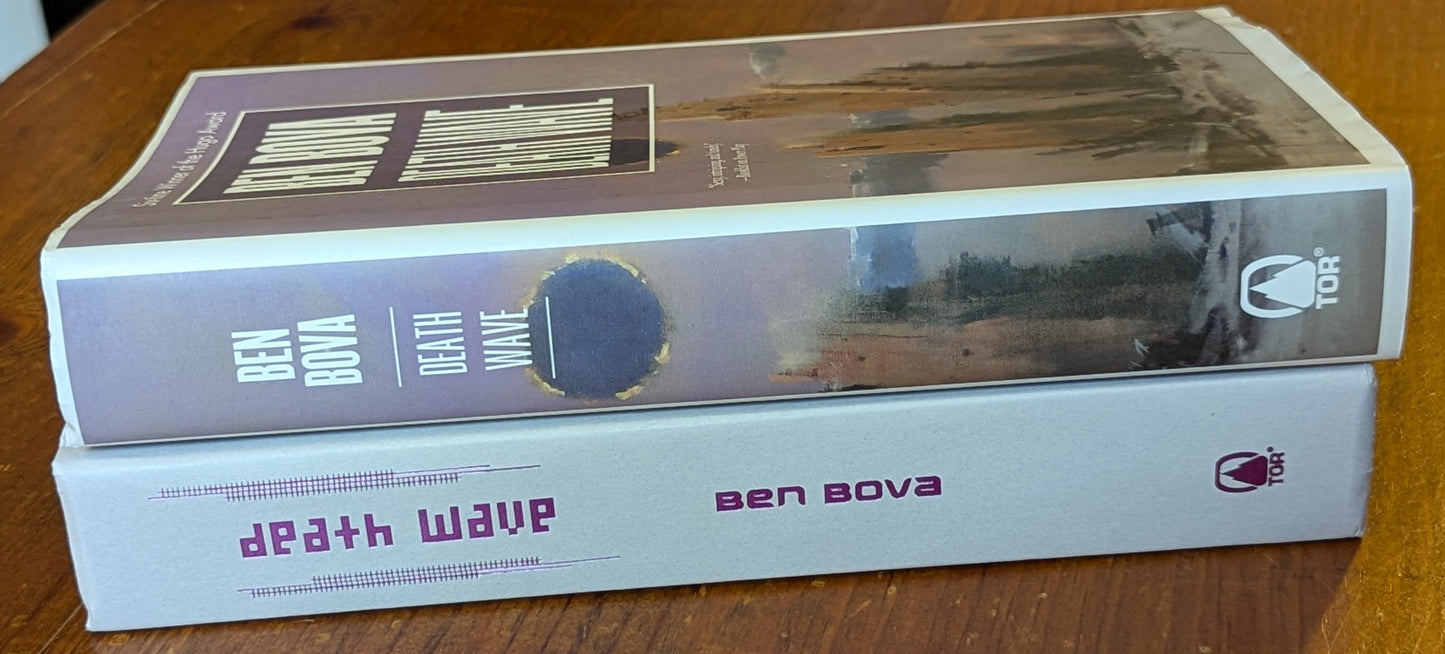 Six-time Winner of the Hugo Award
BEN BOVA
DEATH WAVE
BEN
BOVA
DEATH
WAVE
TOR®
death wave
Ben Bova
TOR®